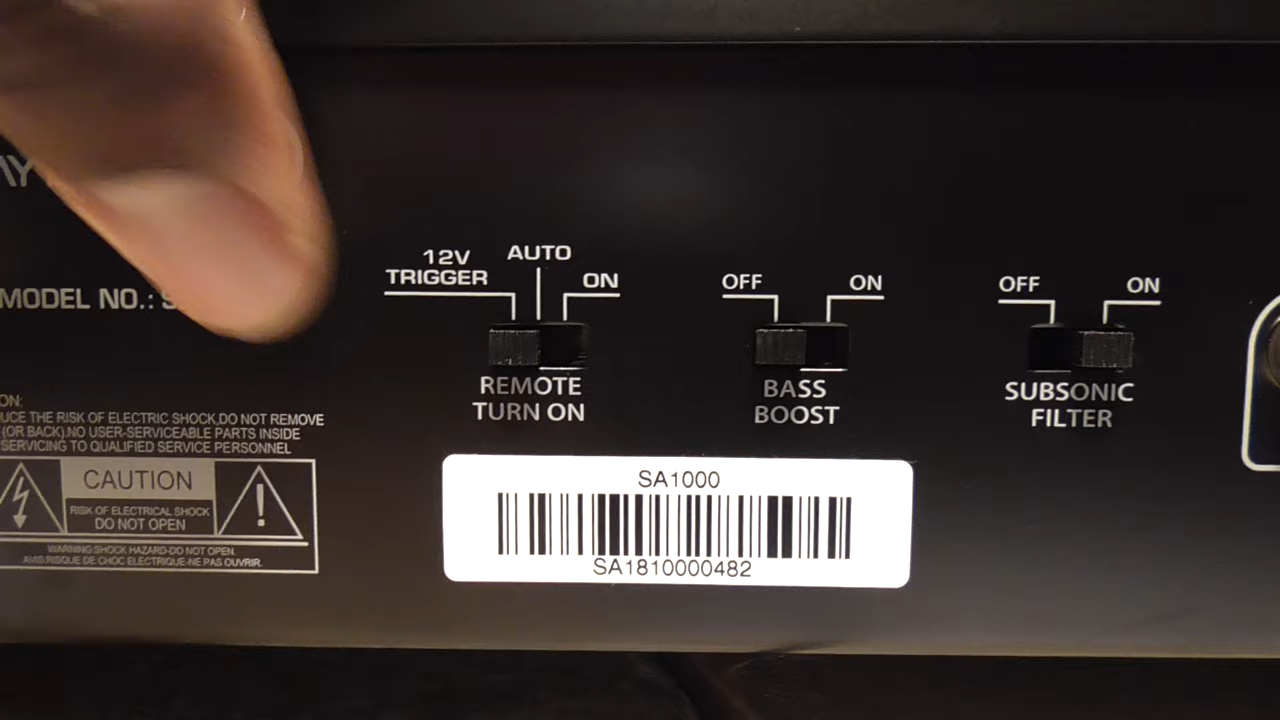 AY
MODEL NO.: S
12V
TRIGGER
AUTO
ON
REMOTE
TURN ON
OFF
ON
BASS
BOOST
OFF
ON
SUBSONIC
FILTER
ON:
UCE THE RISK OF ELECTRIC SHOCK,DO NOT REMOVE
(OR BACK).NO USER-SERVICEABLE PARTS INSIDE
SERVICING TO QUALIFIED SERVICE PERSONNEL
CAUTION
RISK OF ELECTRICAL SHOCK
DO NOT OPEN
WARNING:SHOCK HAZARD-DO NOT OPEN.
AVIS:RISQUE DE CHOC ELECTRIQUE-NE PAS OUVRIR.
SA1000
SA1810000482